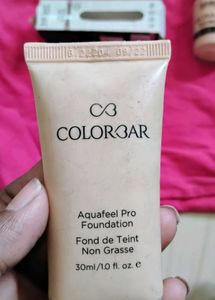 COLORBAR
Aquafeel Pro
Foundation
Fond de Teint
Non Grasse
30ml/1.0 fl. oz. e